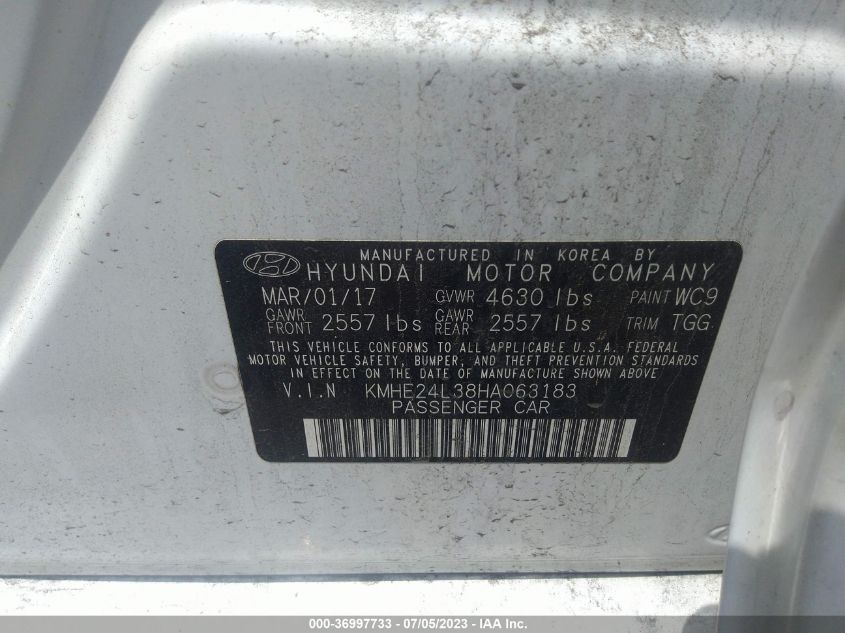 MANUFACTURED IN KOREA BY
HYUNDAI MOTOR COMPANY
MAR/01/17 GVWR 4630 lbs PAINT WC9
GAWR FRONT 2557 lbs GAWR REAR 2557 lbs TRIM TGG
THIS VEHICLE CONFORMS TO ALL APPLICABLE U.S.A. FEDERAL
MOTOR VEHICLE SAFETY, BUMPER, AND THEFT PREVENTION STANDARDS
IN EFFECT ON THE DATE OF MANUFACTURE SHOWN ABOVE
V.I.N KMHE24L38HA063183
PASSENGER CAR
000-36997733 - 07/05/2023 - IAA Inc.